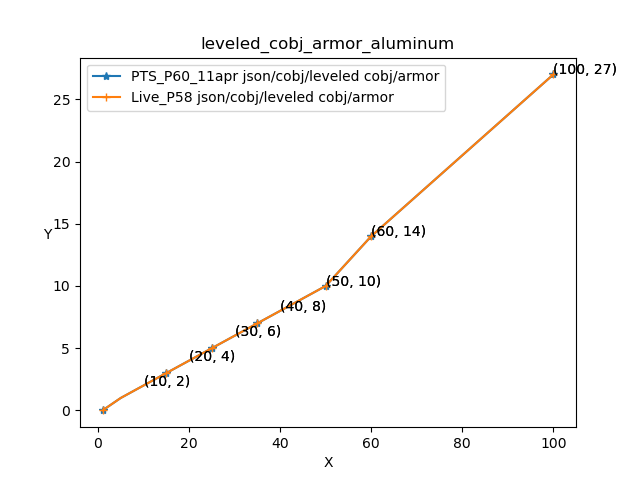 leveled_cobj_armor_aluminum
PTS_P60_11apr json/cobj/leveled cobj/armor
Live_P58 json/cobj/leveled cobj/armor
(100, 27)
(60, 14)
(50, 10)
(40, 8)
(30, 6)
(20, 4)
(10, 2)
Y
25
20
15
10
5
0
0 20 40 60 80 100
X